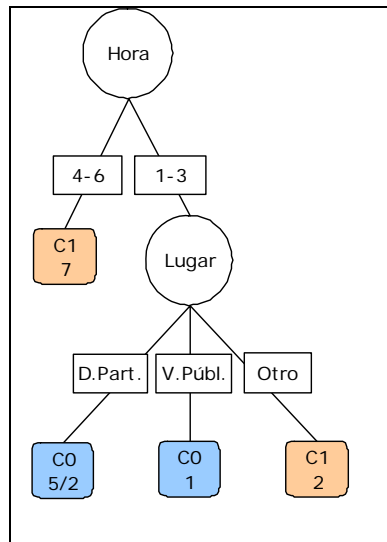 Hora
4-6
1-3
C1
7
Lugar
D.Part.
V.Públ.
Otro
C0
5/2
C0
1
C1
2